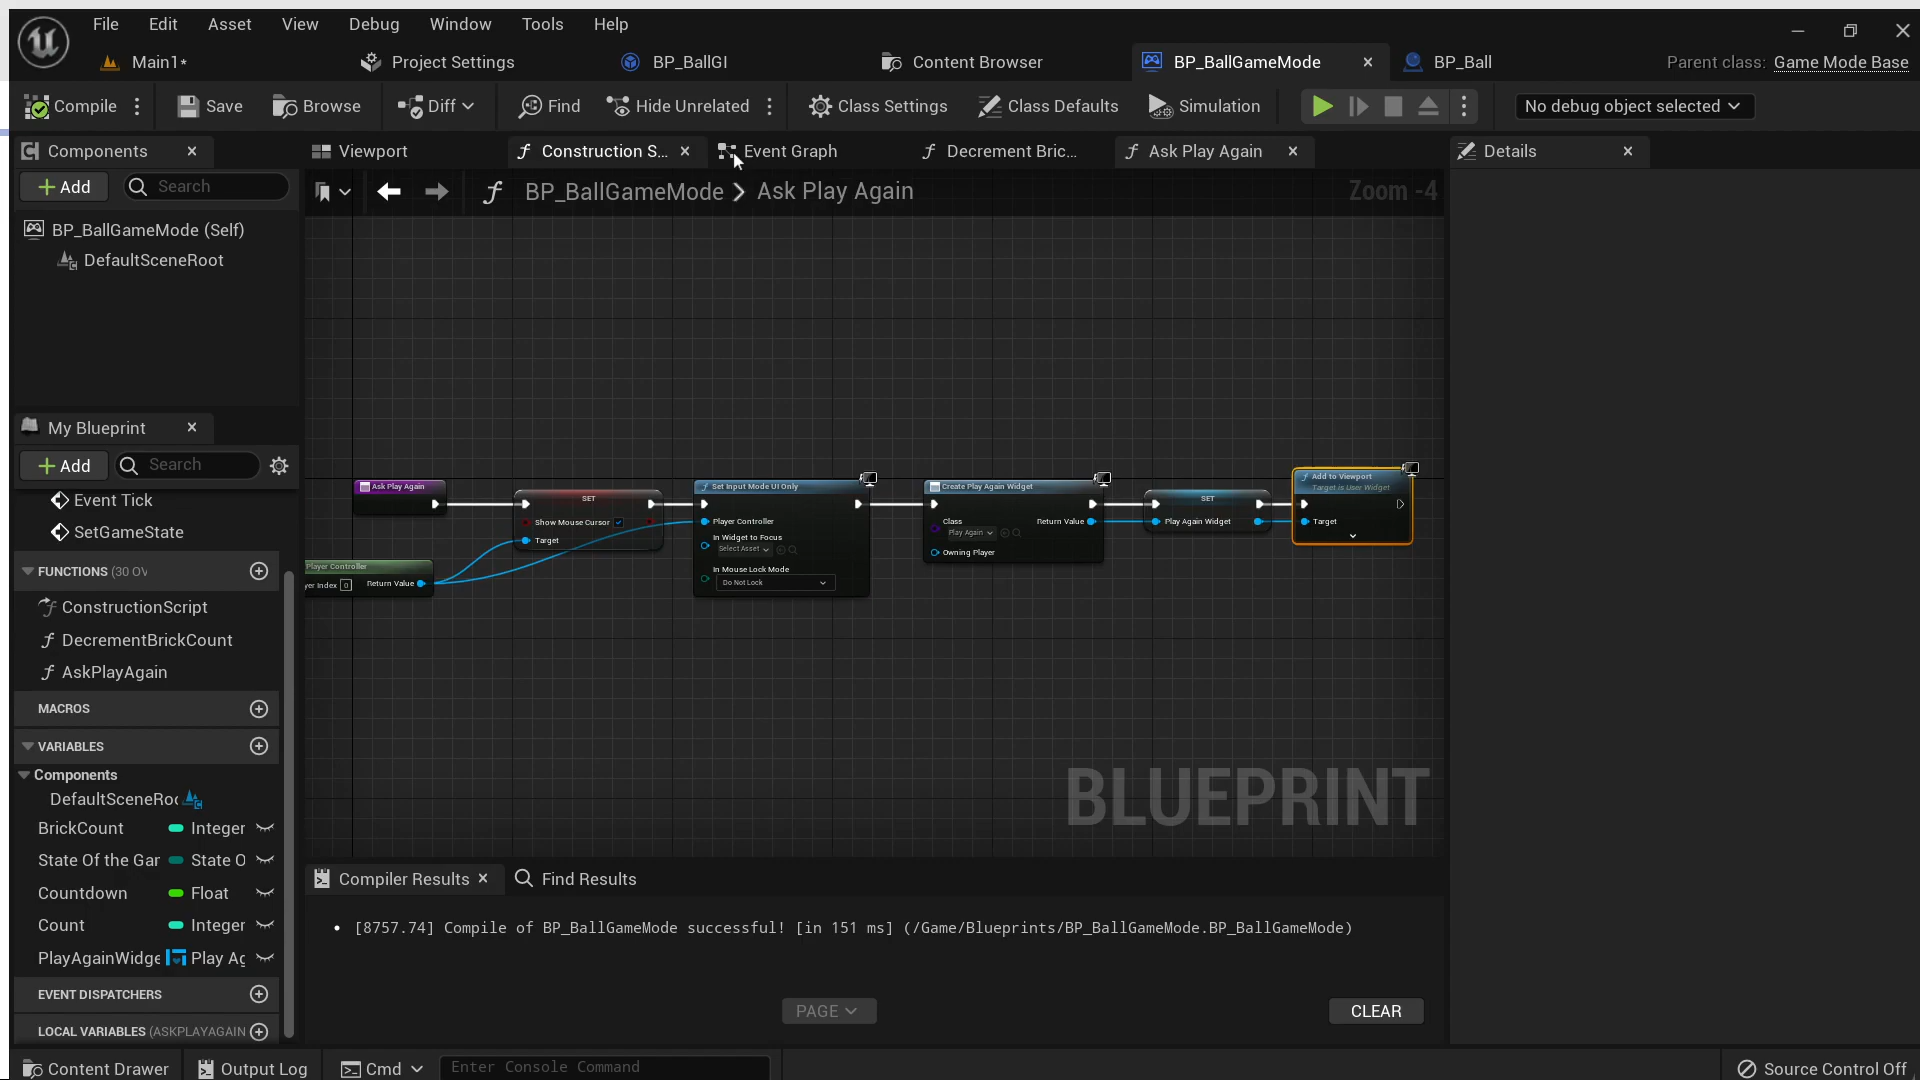 File Edit Asset View Debug Window Tools Help
Main1* Project Settings BP_BallGI Content Browser BP_BallGameMode BP_Ball Parent class: Game Mode Base
Compile Save Browse Diff Find Hide Unrelated Class Settings Class Defaults Simulation No debug object selected
Components Viewport Construction S... Event Graph Decrement Bric... Ask Play Again Details
Add Search BP_BallGameMode Ask Play Again Zoom -4
BP_BallGameMode (Self)
DefaultSceneRoot
My Blueprint
Add Search
Event Tick
SetGameState
FUNCTIONS (30 OV
ConstructionScript
DecrementBrickCount
AskPlayAgain
MACROS
VARIABLES
Components
DefaultSceneRoo
BrickCount Integer
State Of the Gar State O
Countdown Float
Count Integer
PlayAgainWidge Play Ag
EVENT DISPATCHERS
LOCAL VARIABLES (ASKPLAYAGAIN
Ask Play Again
Player Controller
yer Index 0 Return Value
SET
Show Mouse Cursor
Target
Set Input Mode UI Only
Player Controller
In Widget to Focus
Select Asset
In Mouse Lock Mode
Do Not Lock
Create Play Again Widget
Class Return Value
Play Again
Owning Player
SET
Play Again Widget
Add to Viewport
Target is User Widget
Target
BLUEPRINT
Compiler Results Find Results
• [8757.74] Compile of BP_BallGameMode successful! [in 151 ms] (/Game/Blueprints/BP_BallGameMode.BP_BallGameMode)
PAGE CLEAR
Content Drawer Output Log Cmd Enter Console Command Source Control Off